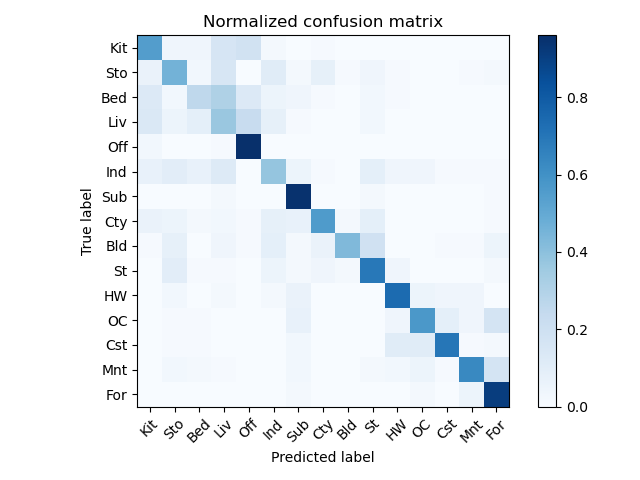 Normalized confusion matrix
True label
Kit
Sto
Bed
Liv
Off
Ind
Sub
Cty
Bld
St
HW
OC
Cst
Mnt
For
Kit Sto Bed Liv Off Ind Sub Cty Bld St HW OC Cst Mnt For
Predicted label
0.8
0.6
0.4
0.2
0.0